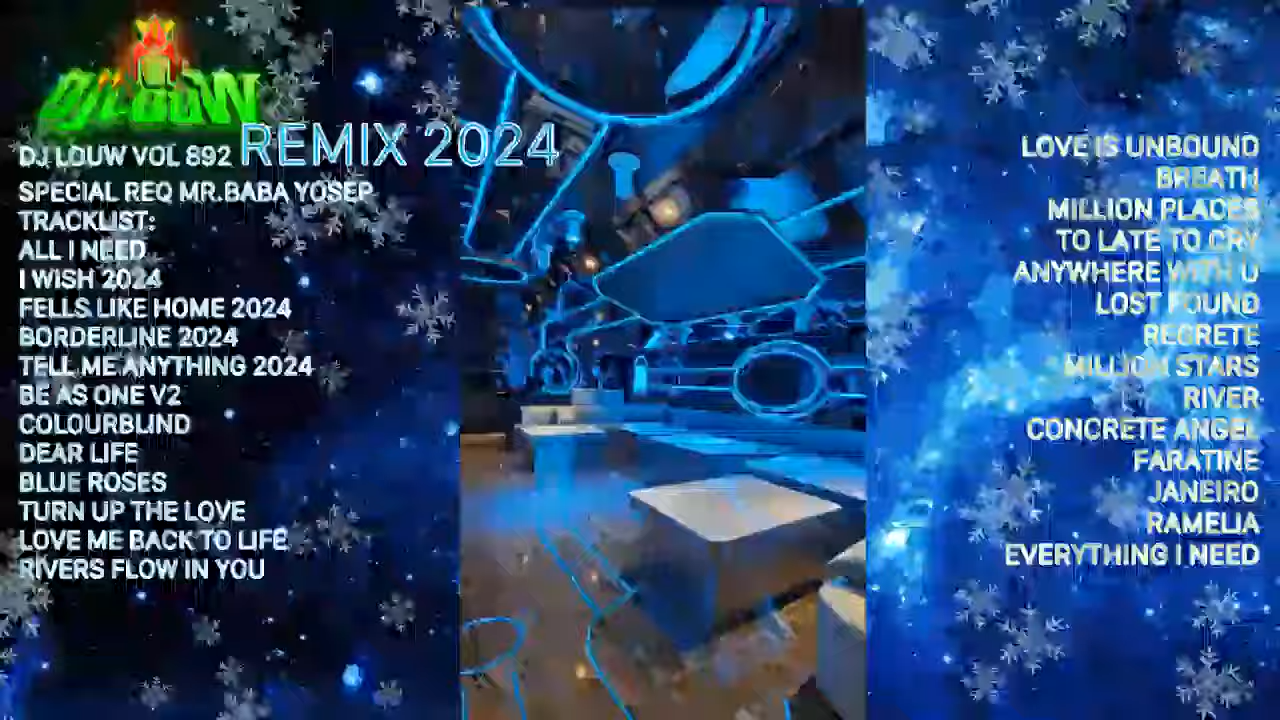 DJ LOUW
REMIX 2024
DJ LOUW VOL 892
SPECIAL REQ MR.BABA YOSEP
TRACKLIST:
ALL I NEED
I WISH 2024
FELLS LIKE HOME 2024
BORDERLINE 2024
TELL ME ANYTHING 2024
BE AS ONE V2
COLOURBLIND
DEAR LIFE
BLUE ROSES
TURN UP THE LOVE
LOVE ME BACK TO LIFE
RIVERS FLOW IN YOU
LOVE IS UNBOUND
BREATH
MILLION PLACES
TO LATE TO CRY
ANYWHERE WITH U
LOST FOUND
REGRETE
MILLION STARS
RIVER
CONCRETE ANGEL
FARATINE
JANEIRO
RAMELIA
EVERYTHING I NEED